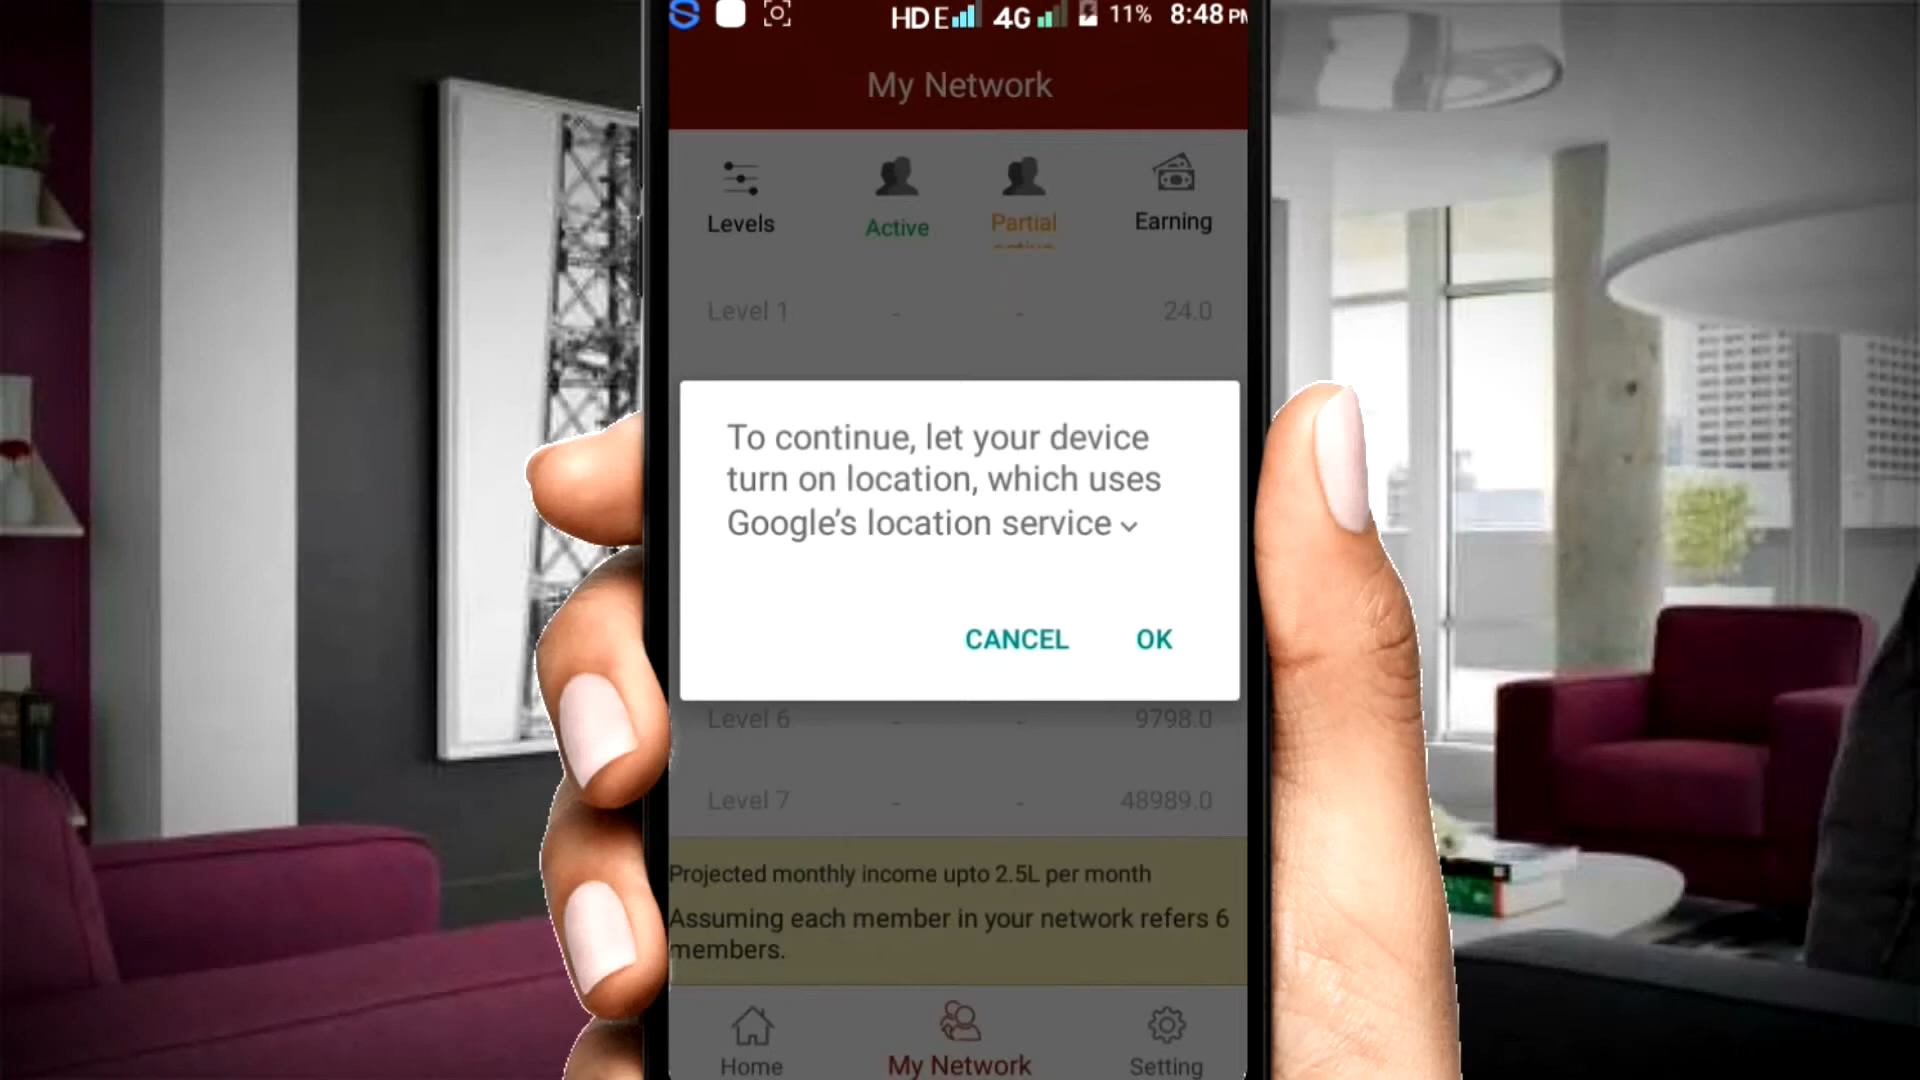 HD E 4G 11% 8:48 PM
My Network
Levels Active Partial Earning
Level 1 - - 24.0
To continue, let your device
turn on location, which uses
Google's location service
CANCEL OK
Level 6 - - 9798.0
Level 7 - - 48989.0
Projected monthly income upto 2.5L per month
Assuming each member in your network refers 6
members.
Home My Network Setting